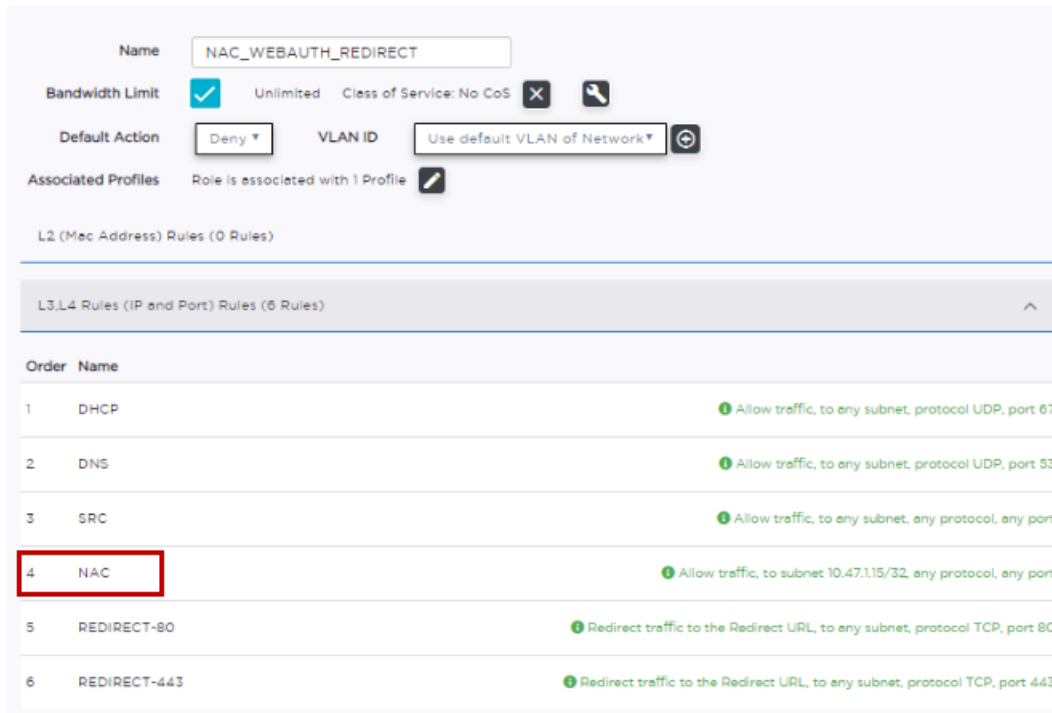 Name NAC_WEBAUTH_REDIRECT
Bandwidth Limit Unlimited Class of Service: No CoS
Default Action Deny VLAN ID Use default VLAN of Network
Associated Profiles Role is associated with 1 Profile
L2 (Mac Address) Rules (0 Rules)
L3,L4 Rules (IP and Port) Rules (6 Rules)
Order Name
1 DHCP Allow traffic, to any subnet, protocol UDP, port 67
2 DNS Allow traffic, to any subnet, protocol UDP, port 53
3 SRC Allow traffic, to any subnet, any protocol, any port
4 NAC Allow traffic, to subnet 10.47.1.15/32, any protocol, any port
5 REDIRECT-80 Redirect traffic to the Redirect URL, to any subnet, protocol TCP, port 80
6 REDIRECT-443 Redirect traffic to the Redirect URL, to any subnet, protocol TCP, port 443